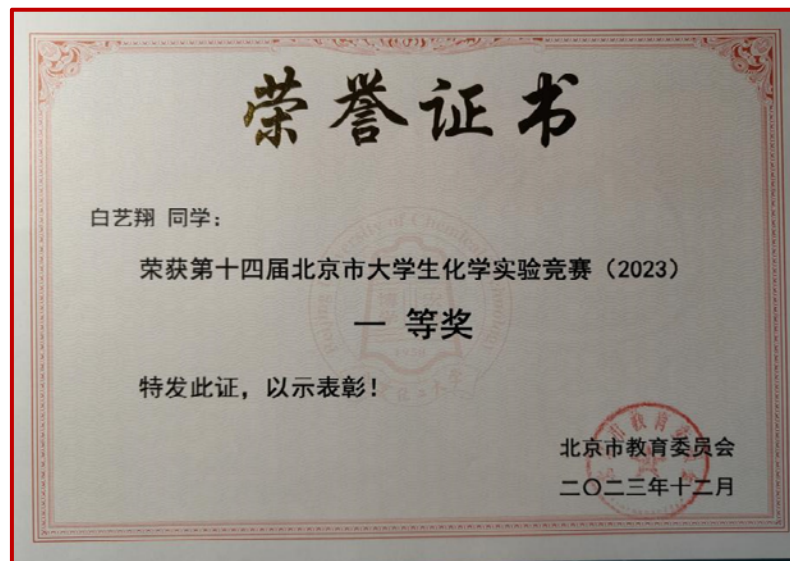 荣誉证书
白艺翔 同学：
荣获第十四届北京市大学生化学实验竞赛（2023）
一 等奖
特发此证，以示表彰！
北京市教育委员会
二〇二三年十二月